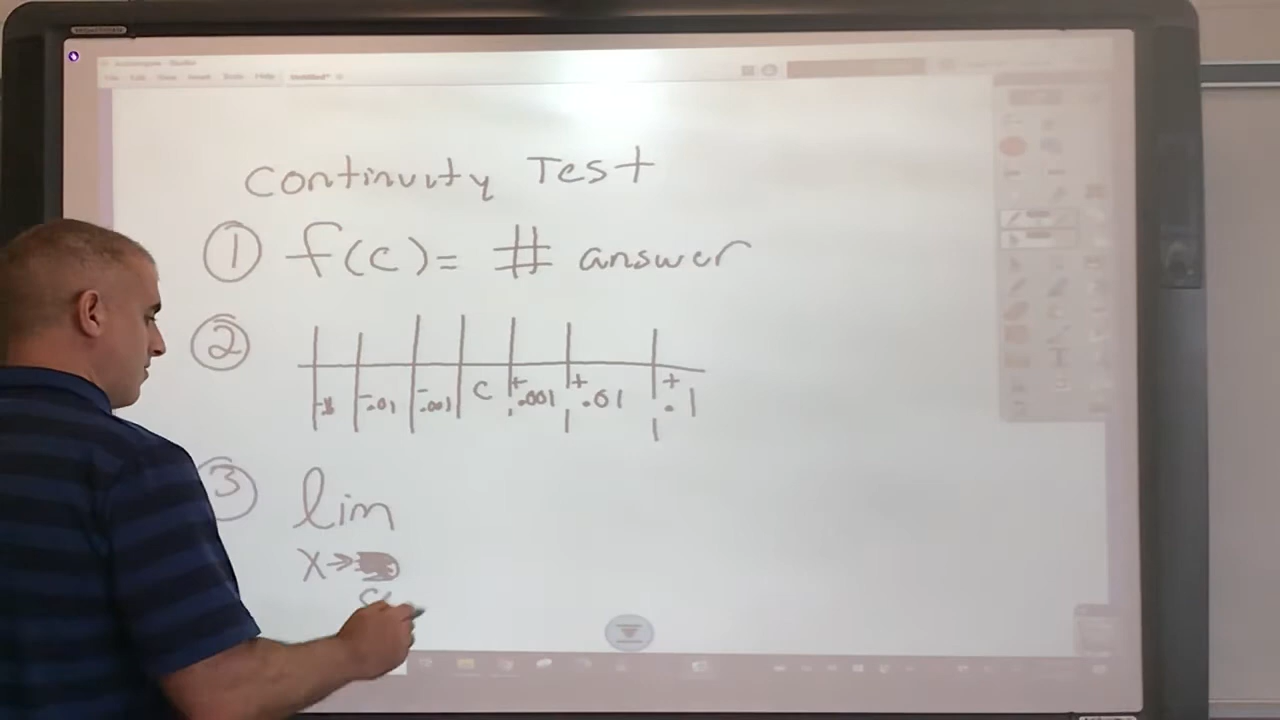 Continuity Test
① f(c)= # answer
② -.01 -.001 c +.001 +.01 +.1
③ lim
x→
c